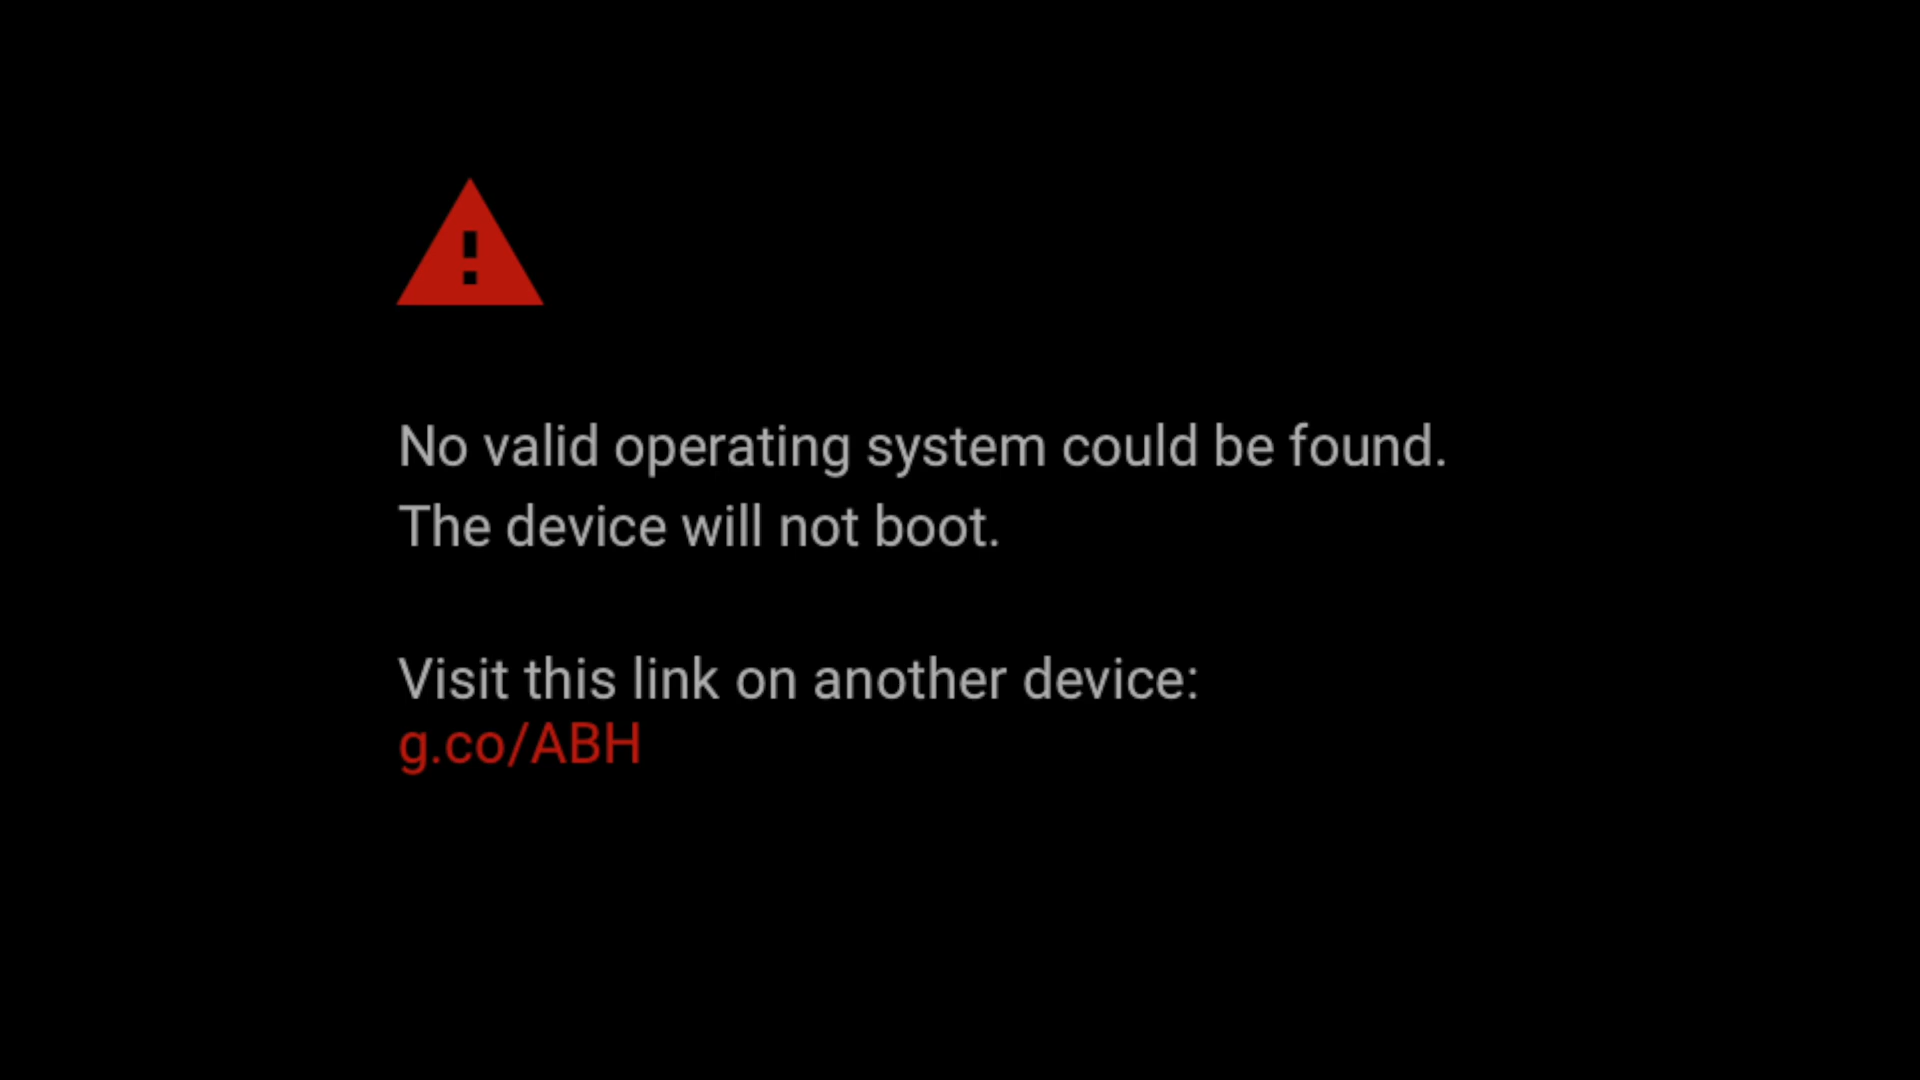 No valid operating system could be found.
The device will not boot.
Visit this link on another device:
g.co/ABH